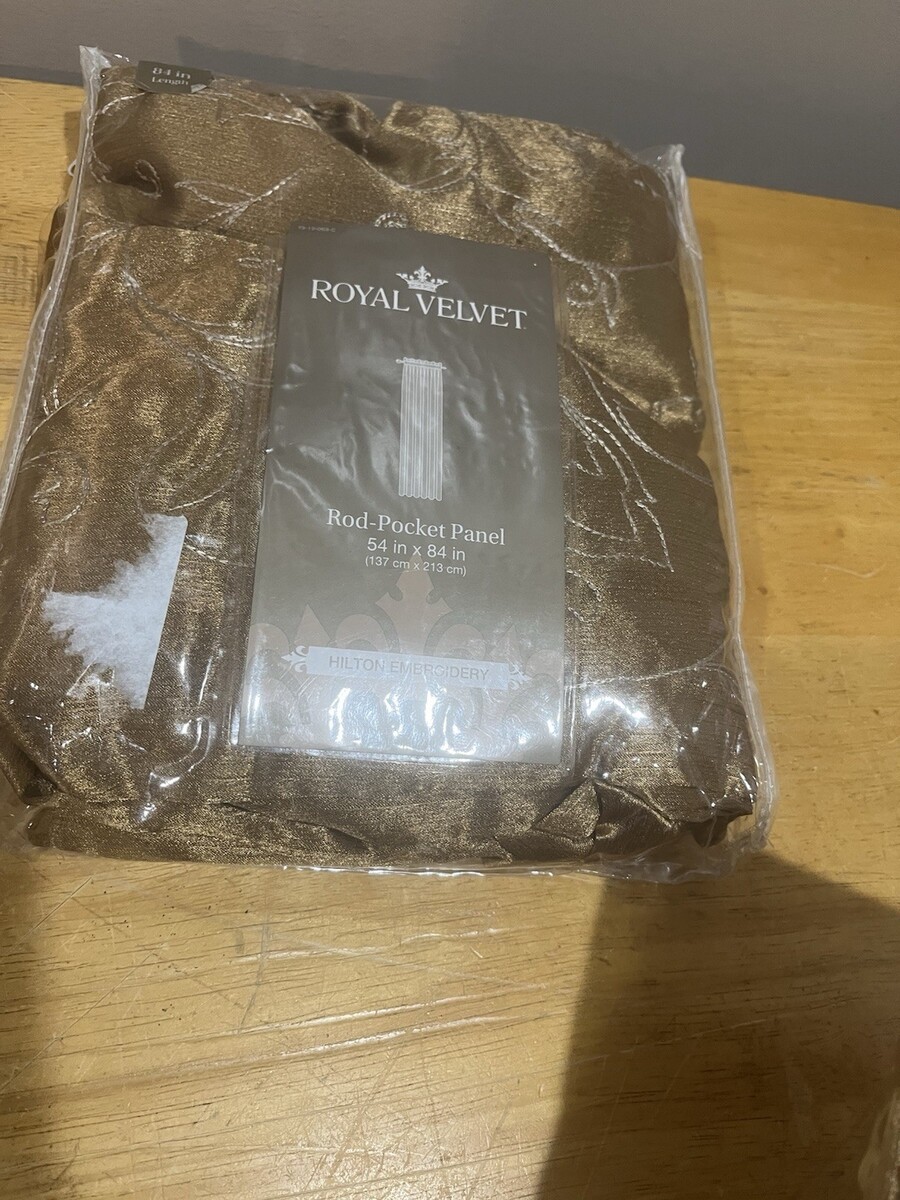 84 in
Length
ROYAL VELVET
Rod-Pocket Panel
54 in x 84 in
(137 cm x 213 cm)
HILTON EMBROIDERY